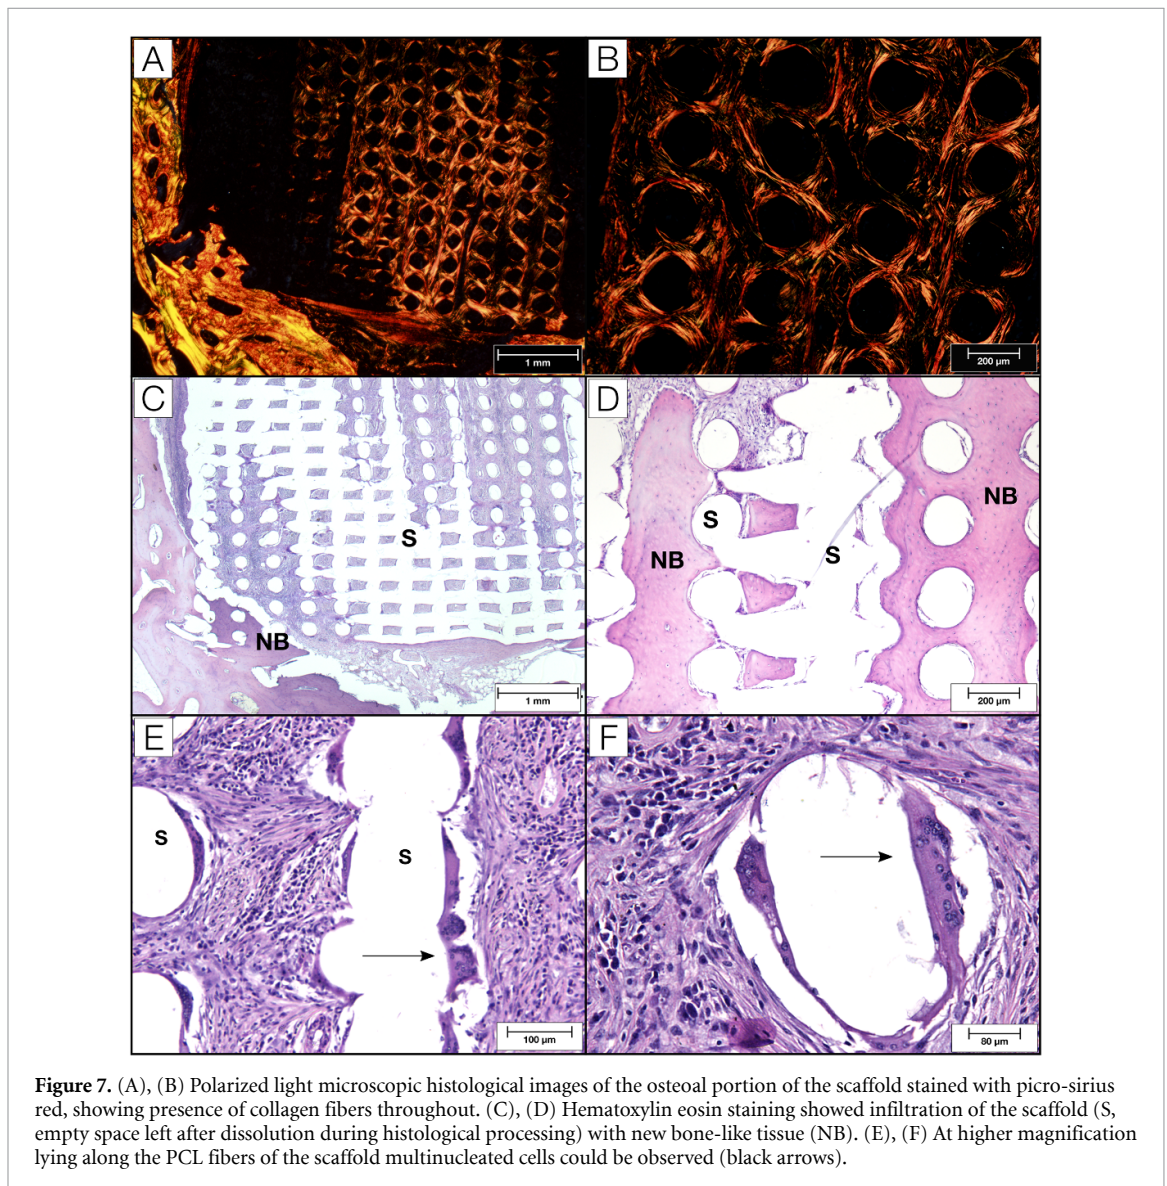 A
B
1 mm
200 µm
C
D
S
NB
1 mm
S
NB
S
NB
200 µm
E
F
S
S
100 µm
80 µm
Figure 7. (A), (B) Polarized light microscopic histological images of the osteoal portion of the scaffold stained with picro-sirius
red, showing presence of collagen fibers throughout. (C), (D) Hematoxylin eosin staining showed infiltration of the scaffold (S,
empty space left after dissolution during histological processing) with new bone-like tissue (NB). (E), (F) At higher magnification
lying along the PCL fibers of the scaffold multinucleated cells could be observed (black arrows).